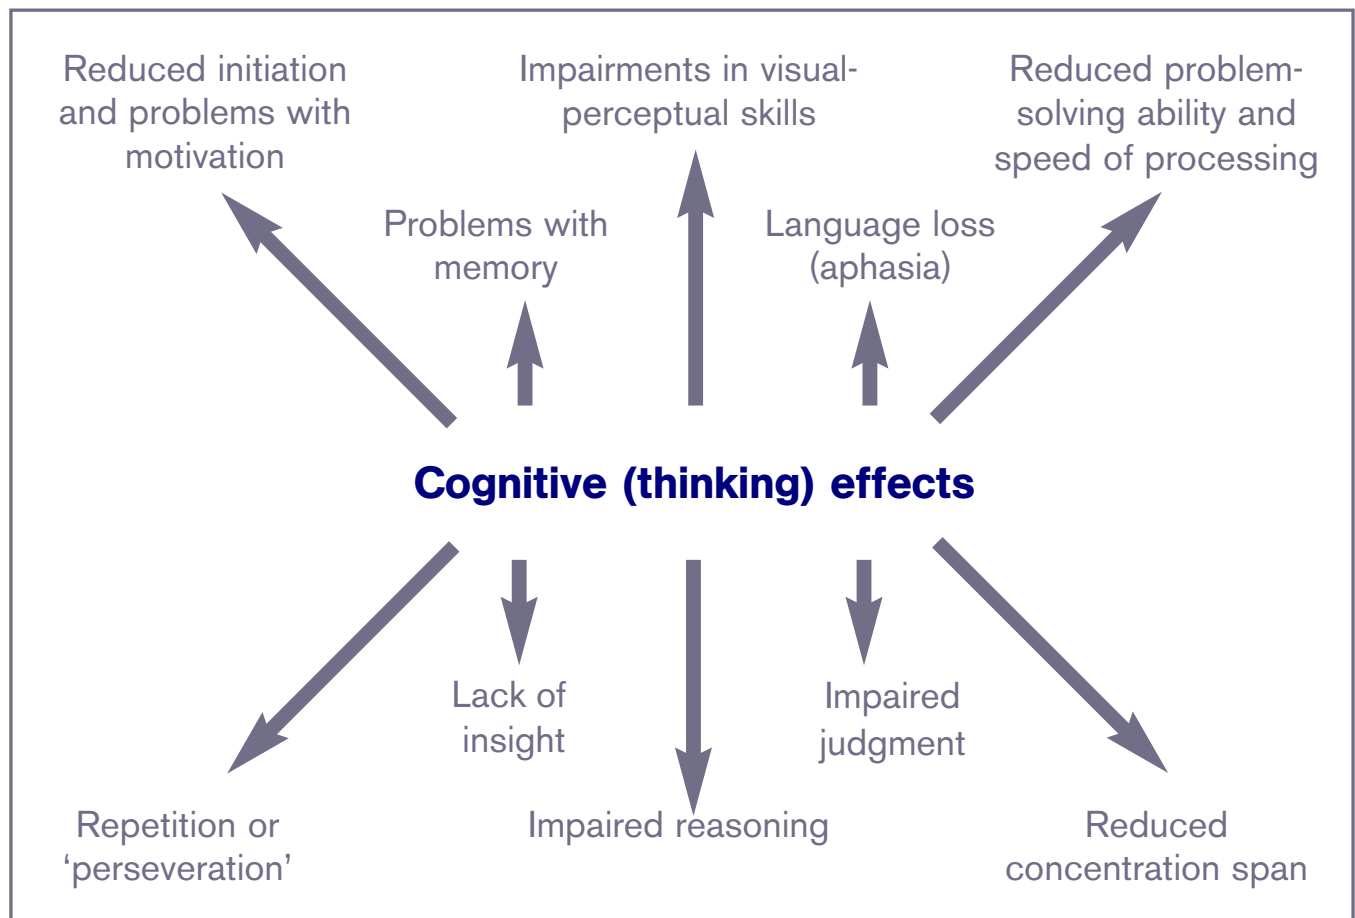 Reduced initiation
and problems with
motivation
Impairments in visual-
perceptual skills
Reduced problem-
solving ability and
speed of processing
Problems with
memory
Language loss
(aphasia)
Cognitive (thinking) effects
Lack of
insight
Impaired
judgment
Repetition or
‘perseveration’
Impaired reasoning
Reduced
concentration span